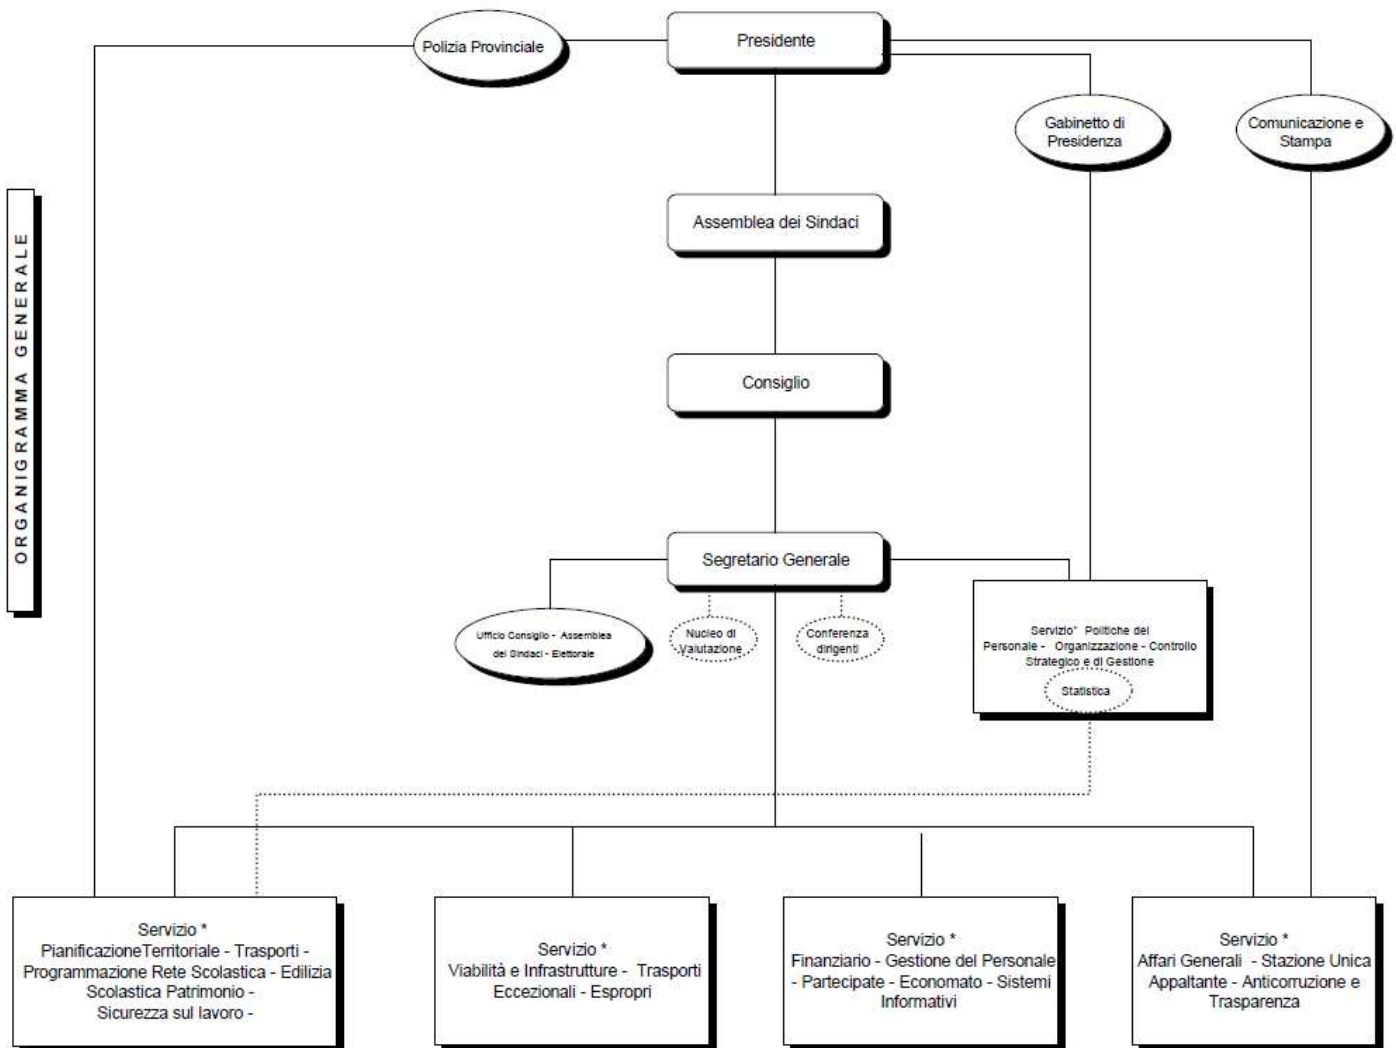 Polizia Provinciale
Presidente
Gabinetto di
Presidenza
Comunicazione e
Stampa
ORGANIGRAMMA GENERALE
Assemblea dei Sindaci
Consiglio
Segretario Generale
Ufficio Consiglio - Assemblea
dei Sindaci - Elettorale
Nucleo di
Valutazione
Conferenza
dirigenti
Servizio* Politiche del
Personale - Organizzazione - Controllo
Strategico e di Gestione
Statistica
Servizio *
PianificazioneTerritoriale - Trasporti -
Programmazione Rete Scolastica - Edilizia
Scolastica Patrimonio -
Sicurezza sul lavoro -
Servizio *
Viabilità e Infrastrutture - Trasporti
Eccezionali - Espropri
Servizio *
Finanziario - Gestione del Personale
- Partecipate - Economato - Sistemi
Informativi
Servizio *
Affari Generali - Stazione Unica
Appaltante - Anticorruzione e
Trasparenza